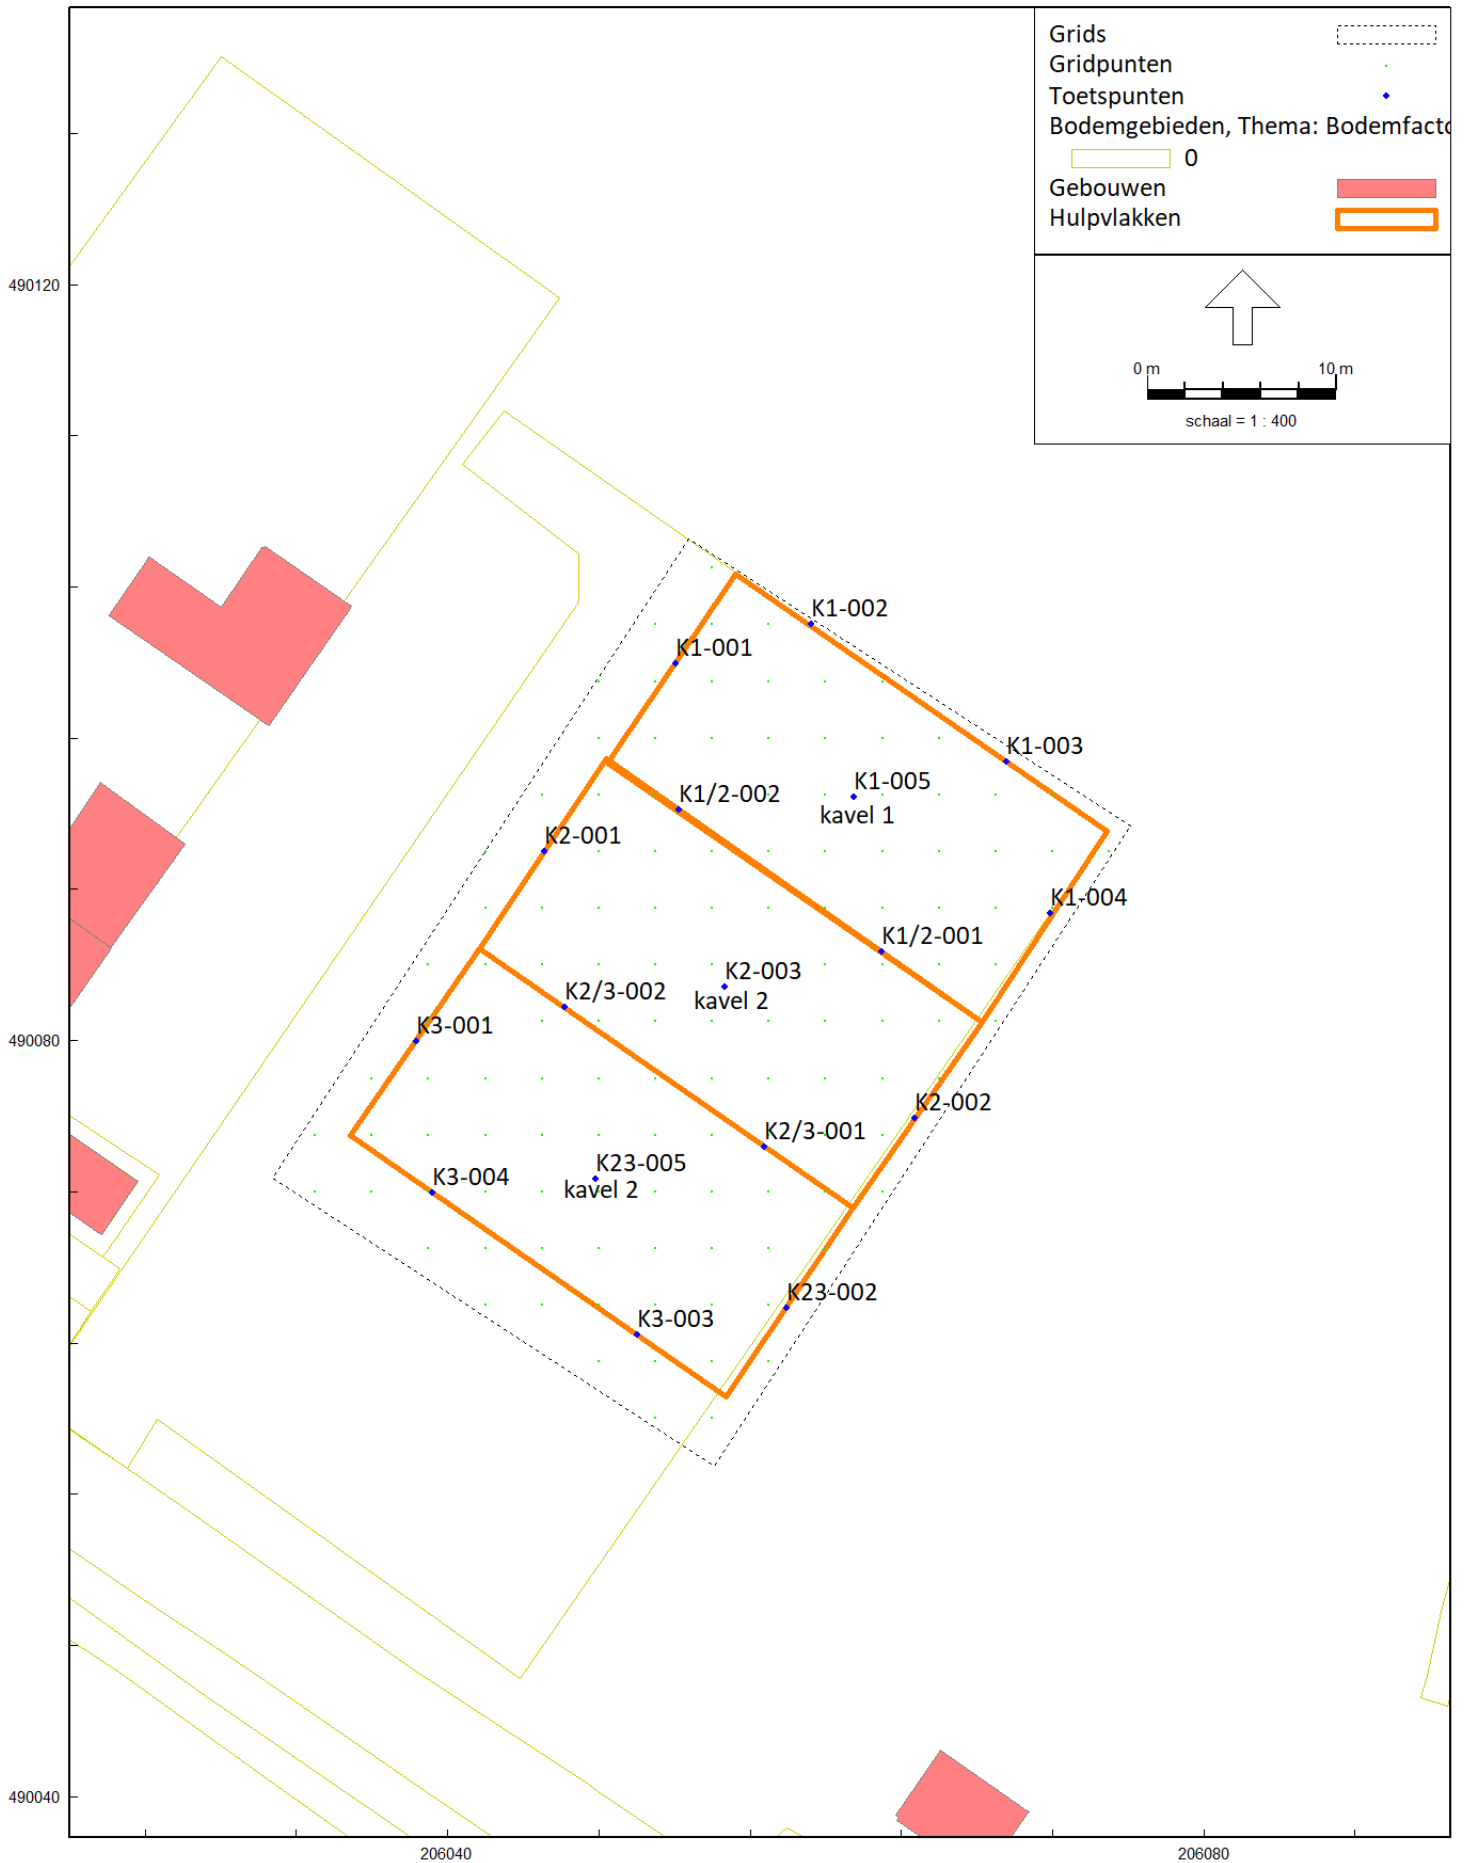 Grids
Gridpunten
Toetspunten
Bodemgebieden, Thema: Bodemfacto
0
Gebouwen
Hulpvlakken
0 m
10 m
schaal = 1 : 400
490120
K1-002
K1-001
K1-003
K1-005
kavel 1
K1/2-002
K2-001
K1-004
K1/2-001
K2-003
kavel 2
K2/3-002
K3-001
490080
K2-002
K2/3-001
K23-005
kavel 2
K3-004
K23-002
K3-003
490040
206040
206080